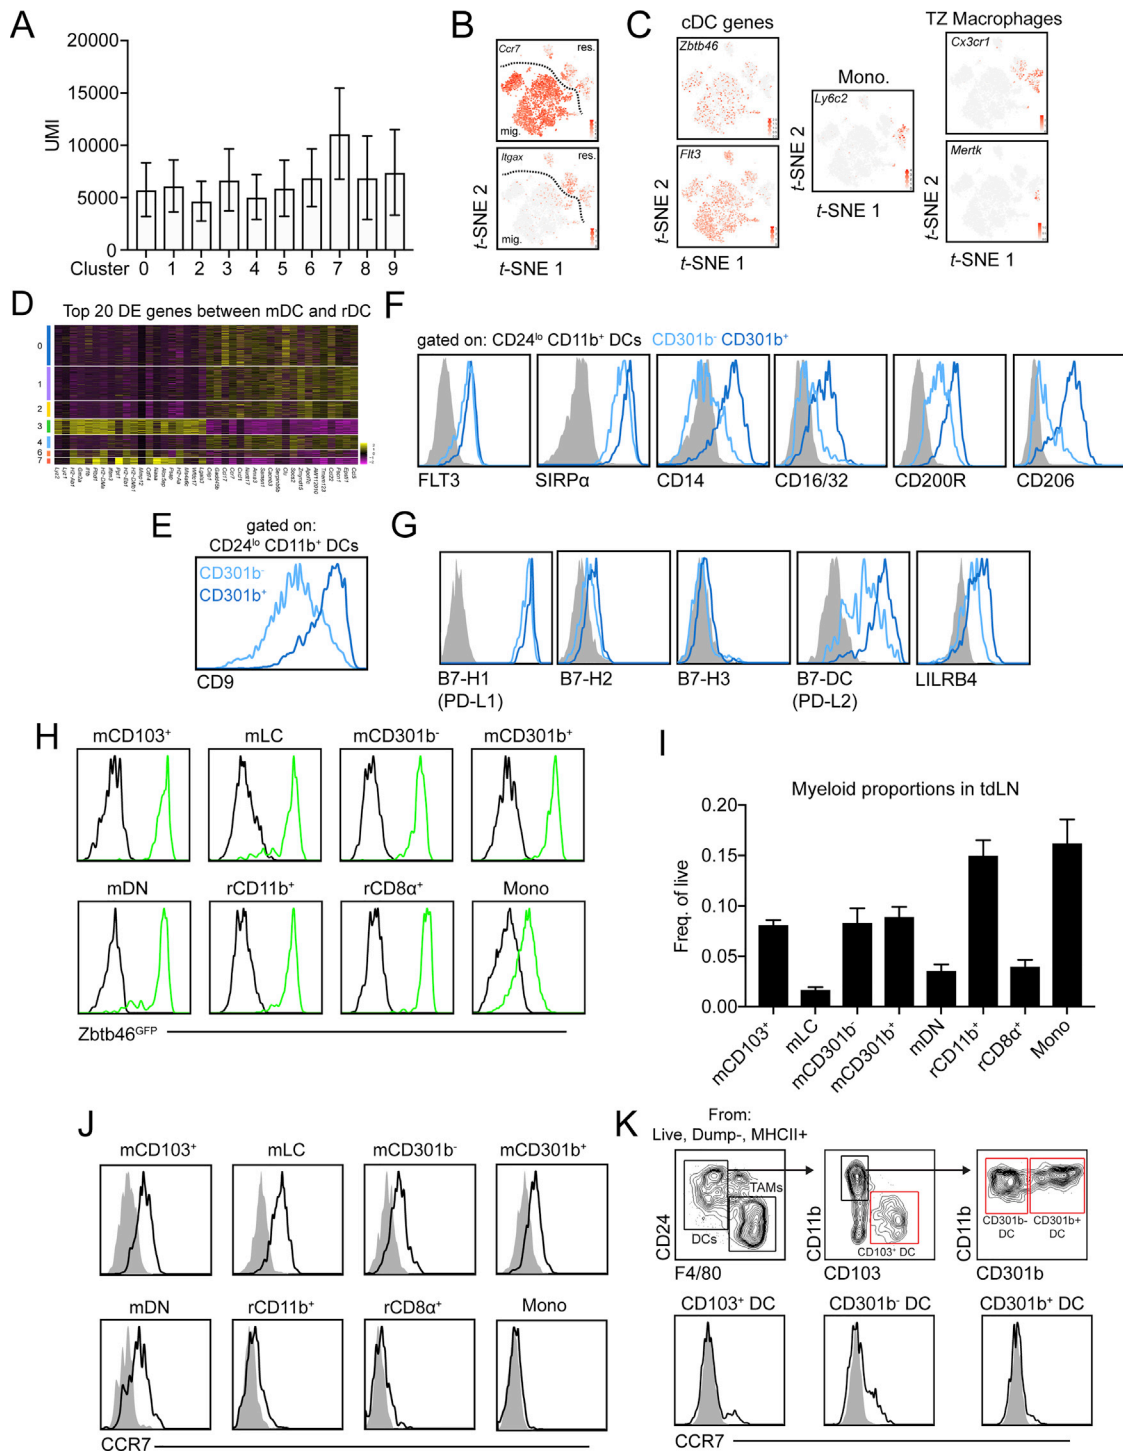 A
20000
15000
10000
5000
0
UMI
Cluster 0 1 2 3 4 5 6 7 8 9
B
Ccr7
res.
mig.
Itgax
res.
mig.
t-SNE 2
t-SNE 1
C
cDC genes
Zbtb46
Flt3
t-SNE 2
t-SNE 1
Mono.
Ly6c2
t-SNE 2
t-SNE 1
TZ Macrophages
Cx3cr1
Mertk
t-SNE 2
t-SNE 1
D
Top 20 DE genes between mDC and rDC
0
1
2
3
4
6
7
E
gated on:
CD24lo CD11b+ DCs
CD301b-
CD301b+
CD9
F
gated on: CD24lo CD11b+ DCs CD301b- CD301b+
FLT3
SIRPα
CD14
CD16/32
CD200R
CD206
G
B7-H1
(PD-L1)
B7-H2
B7-H3
B7-DC
(PD-L2)
LILRB4
H
mCD103+
mLC
mCD301b-
mCD301b+
mDN
rCD11b+
rCD8α+
Mono
Zbtb46GFP
I
Myeloid proportions in tdLN
0.20
0.15
0.10
0.05
0.00
Freq. of live
mCD103+
mLC
mCD301b-
mCD301b+
mDN
rCD11b+
rCD8α+
Mono
J
mCD103+
mLC
mCD301b-
mCD301b+
mDN
rCD11b+
rCD8α+
Mono
CCR7
K
From:
Live, Dump-, MHCII+
TAMs
DCs
CD24
F4/80
CD11b
CD103+ DC
CD103
CD11b
CD301b-
DC
CD301b+
DC
CD301b
CD103+ DC
CD301b- DC
CD301b+ DC
CCR7